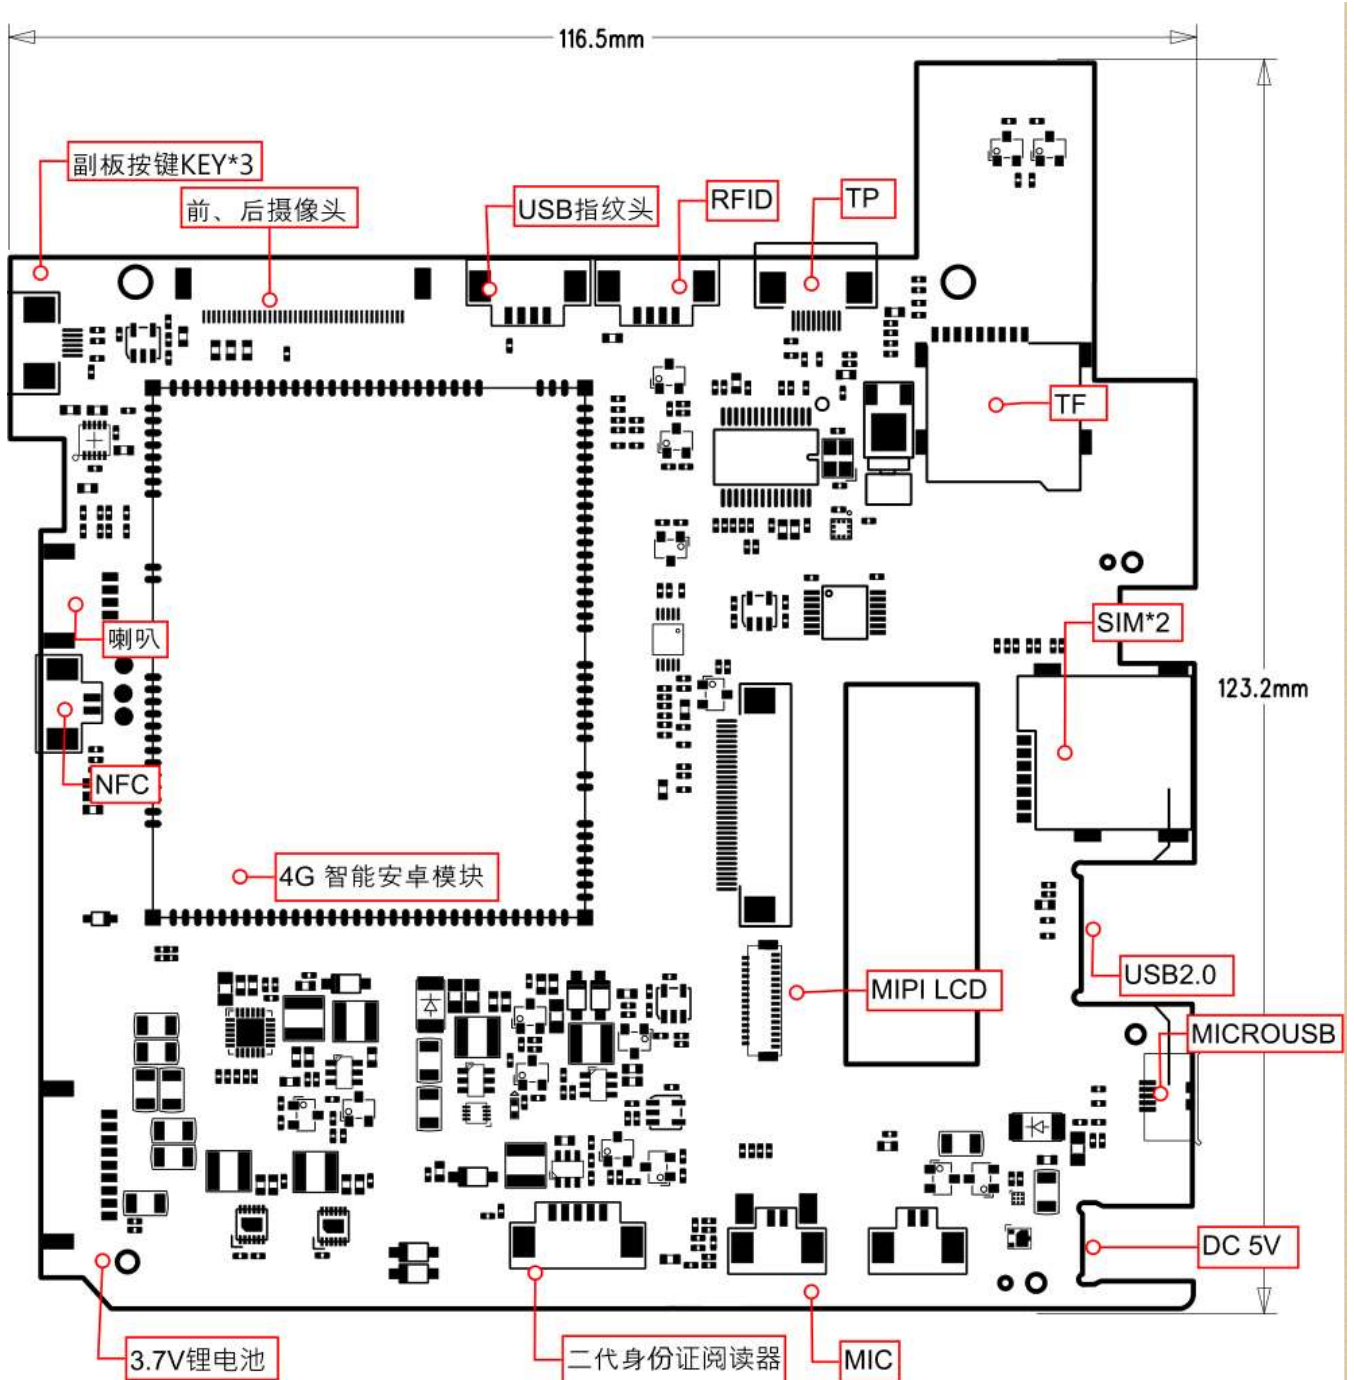 116.5mm
副板按键KEY*3
前、后摄像头
USB指纹头
RFID
TP
TF
喇叭
SIM*2
123.2mm
NFC
4G 智能安卓模块
MIPI LCD
USB2.0
MICROUSB
DC 5V
3.7V锂电池
二代身份证阅读器
MIC